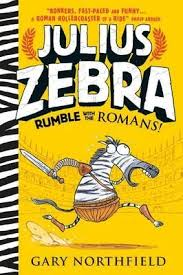 "BONKERS, FAST-PACED AND FUNNY...
A ROMAN ROLLERCOASTER
OF A RIDE"
JULIUS
ZEBRA
RUMBLE WITH THE ROMANS!
GARY NORTHFIELD